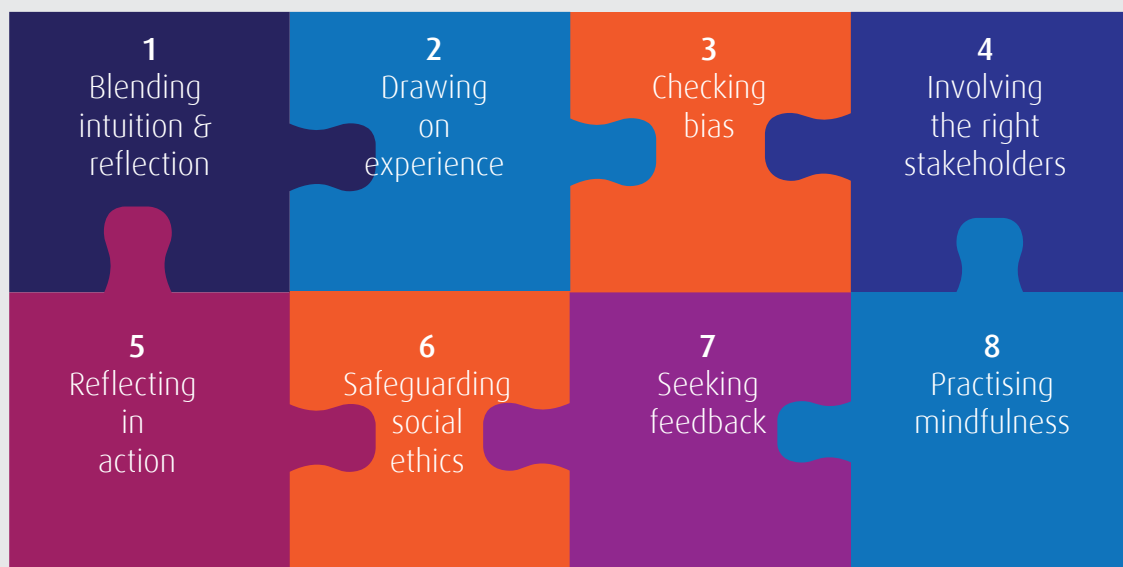 1
Blending
intuition &
reflection
2
Drawing
on
experience
3
Checking
bias
4
Involving
the right
stakeholders
5
Reflecting
in
action
6
Safeguarding
social
ethics
7
Seeking
feedback
8
Practising
mindfulness